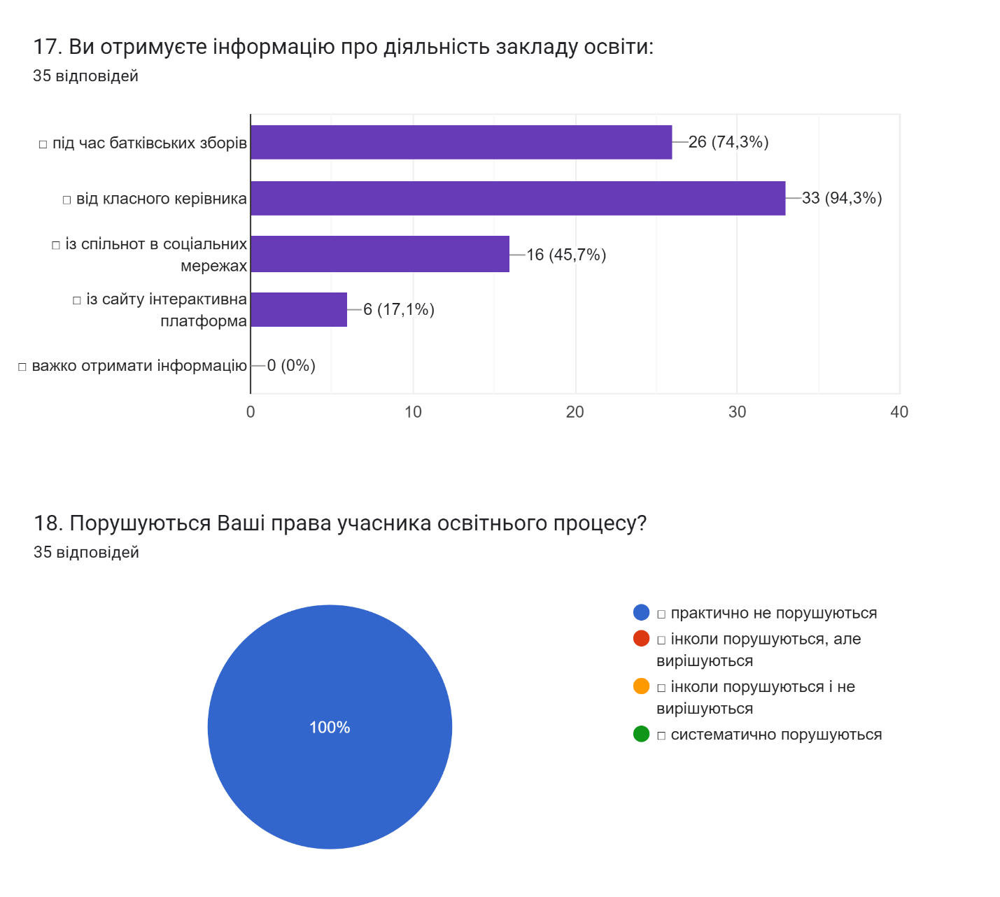 17. Ви отримуєте інформацію про діяльність закладу освіти:
35 відповідей
□ під час батківських зборів
26 (74,3%)
□ від класного керівника
33 (94,3%)
□ із спільнот в соціальних
мережах
16 (45,7%)
□ із сайту інтерактивна
платформа
6 (17,1%)
□ важко отримати інформацію
0 (0%)
0 10 20 30 40
18. Порушуються Ваші права учасника освітнього процесу?
35 відповідей
100%
□ практично не порушуються
□ інколи порушуються, але
вирішуються
□ інколи порушуються і не
вирішуються
□ систематично порушуються